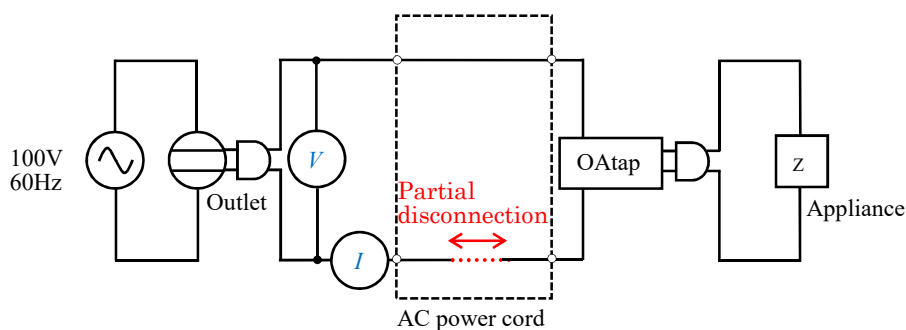 100V
60Hz
Outlet
V
I
Partial
disconnection
AC power cord
OAtap
z
Appliance